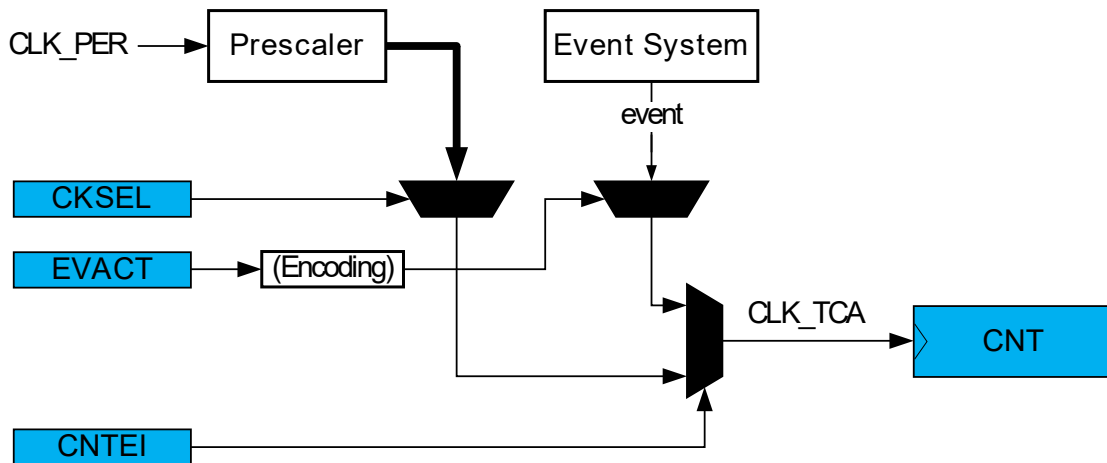 CLK_PER
Prescaler
Event System
event
CKSEL
EVACT
(Encoding)
CLK_TCA
CNT
CNTEI